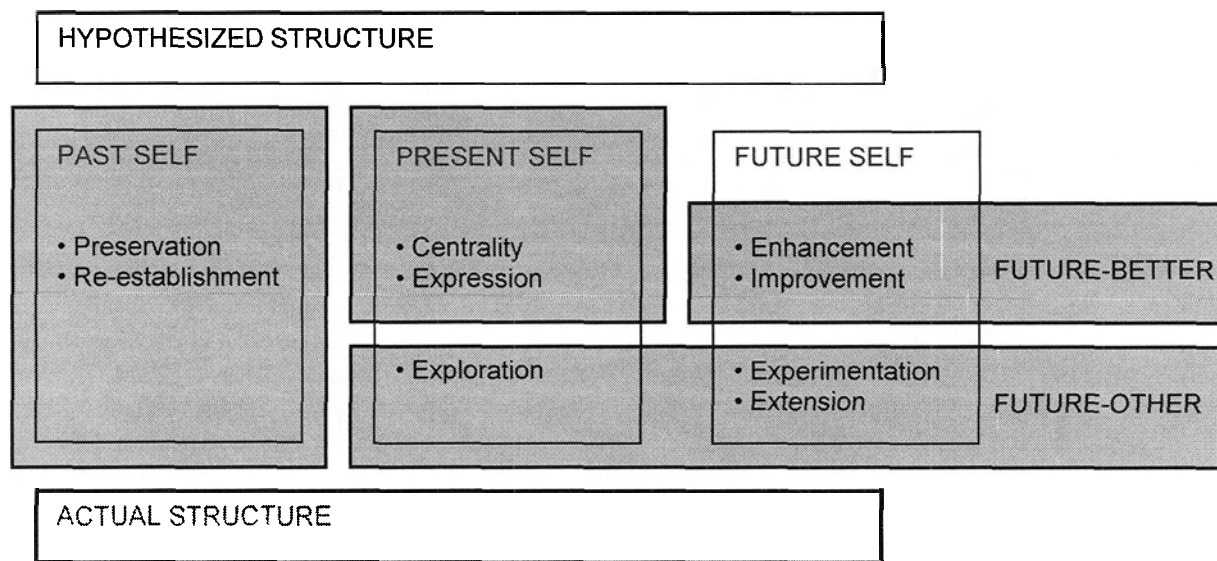 HYPOTHESIZED STRUCTURE
PAST SELF
• Preservation
• Re-establishment
PRESENT SELF
• Centrality
• Expression
• Exploration
FUTURE SELF
• Enhancement
• Improvement
FUTURE-BETTER
• Experimentation
• Extension
FUTURE-OTHER
ACTUAL STRUCTURE